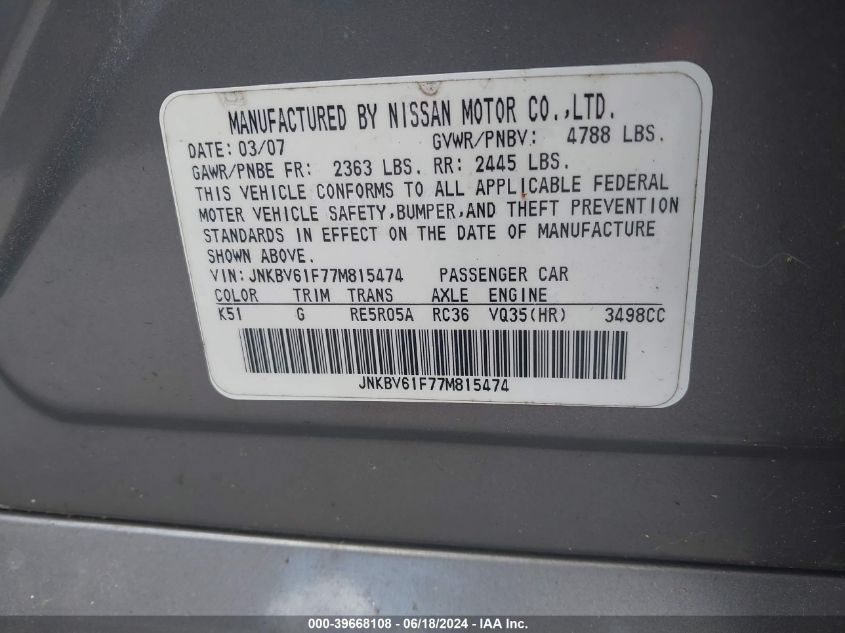 MANUFACTURED BY NISSAN MOTOR CO.,LTD.
DATE: 03/07 GVWR/PNBV: 4788 LBS.
GAWR/PNBE FR: 2363 LBS. RR: 2445 LBS.
THIS VEHICLE CONFORMS TO ALL APPLICABLE FEDERAL
MOTER VEHICLE SAFETY,BUMPER,AND THEFT PREVENTION
STANDARDS IN EFFECT ON THE DATE OF MANUFACTURE
SHOWN ABOVE.
VIN: JNKBV61F77M815474 PASSENGER CAR
COLOR TRIM TRANS AXLE ENGINE
K51 G RE5R05A RC36 VQ35(HR) 3498CC
JNKBV61F77M815474
000-39668108 - 06/18/2024 - IAA Inc.